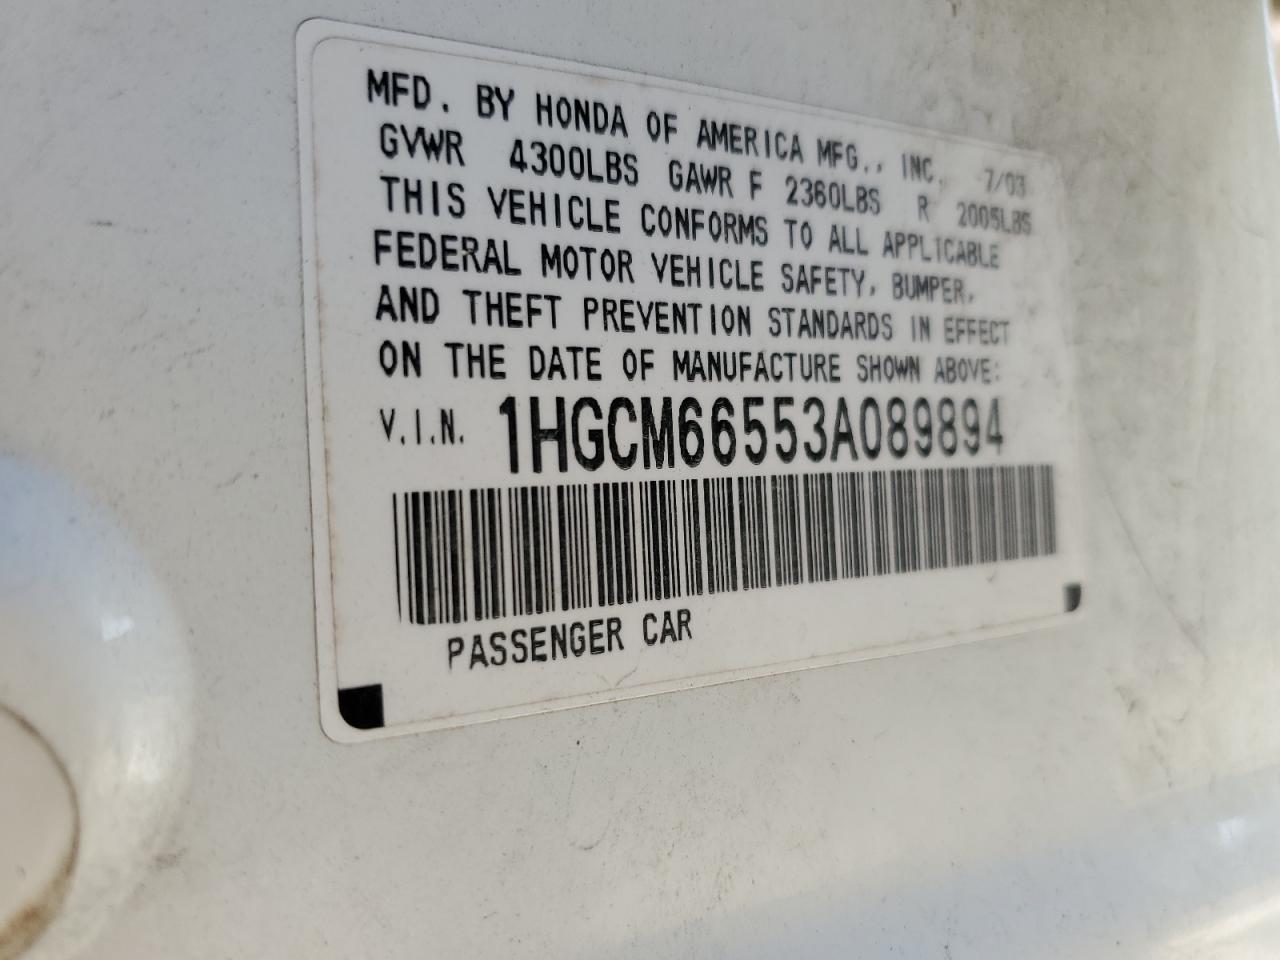 MFD. BY HONDA OF AMERICA MFG., INC. 7/03
GVWR 4300LBS GAWR F 2360LBS R 2005LBS
THIS VEHICLE CONFORMS TO ALL APPLICABLE
FEDERAL MOTOR VEHICLE SAFETY, BUMPER,
AND THEFT PREVENTION STANDARDS IN EFFECT
ON THE DATE OF MANUFACTURE SHOWN ABOVE:
V.I.N. 1HGCM66553A089894
PASSENGER CAR